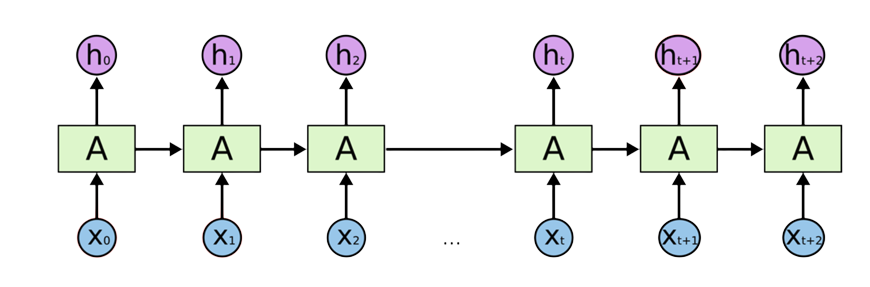 h₀ h₁ h₂ hₜ hₜ₊₁ hₜ₊₂
A A A A A A
x₀ x₁ x₂ ... xₜ xₜ₊₁ xₜ₊₂